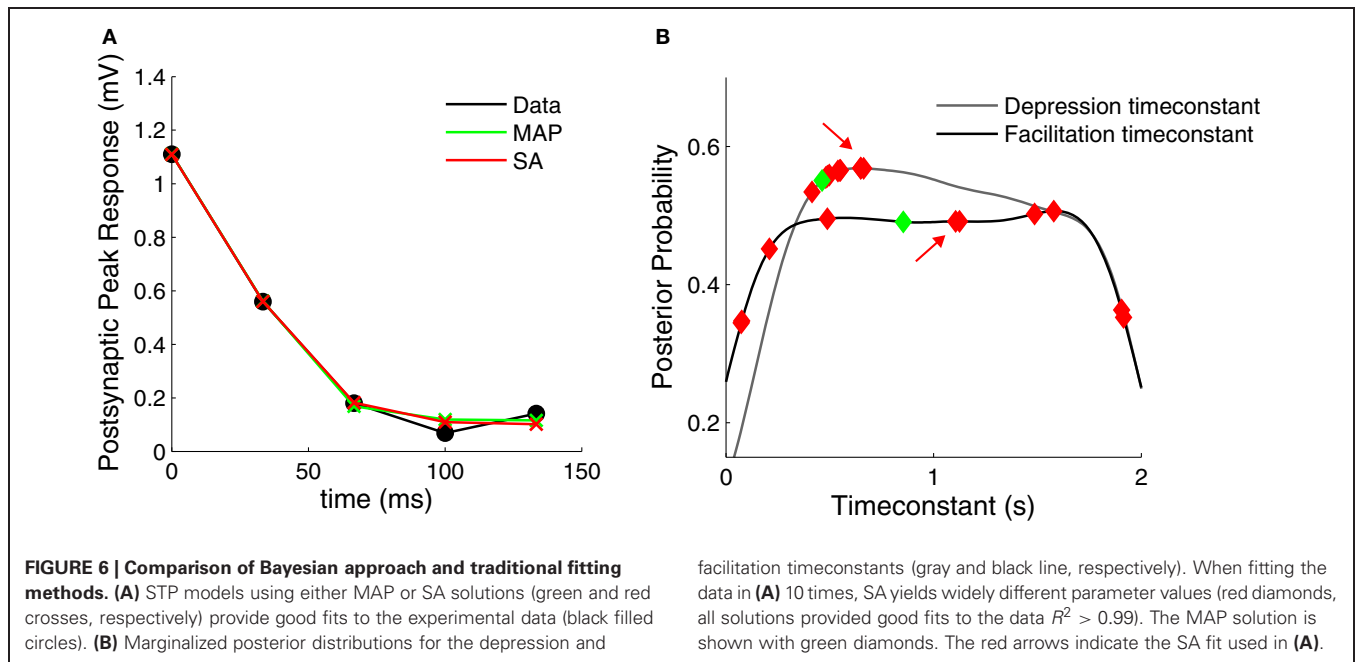 A
Postsynaptic Peak Response (mV)
1.4
1.2
1
0.8
0.6
0.4
0.2
0
0
50
100
150
time (ms)
Data
MAP
SA
B
Posterior Probability
0.6
0.4
0.2
0
1
2
Timeconstant (s)
Depression timeconstant
Facilitation timeconstant
FIGURE 6 | Comparison of Bayesian approach and traditional fitting
methods. (A) STP models using either MAP or SA solutions (green and red
crosses, respectively) provide good fits to the experimental data (black filled
circles). (B) Marginalized posterior distributions for the depression and
facilitation timeconstants (gray and black line, respectively). When fitting the
data in (A) 10 times, SA yields widely different parameter values (red diamonds,
all solutions provided good fits to the data R² > 0.99). The MAP solution is
shown with green diamonds. The red arrows indicate the SA fit used in (A).